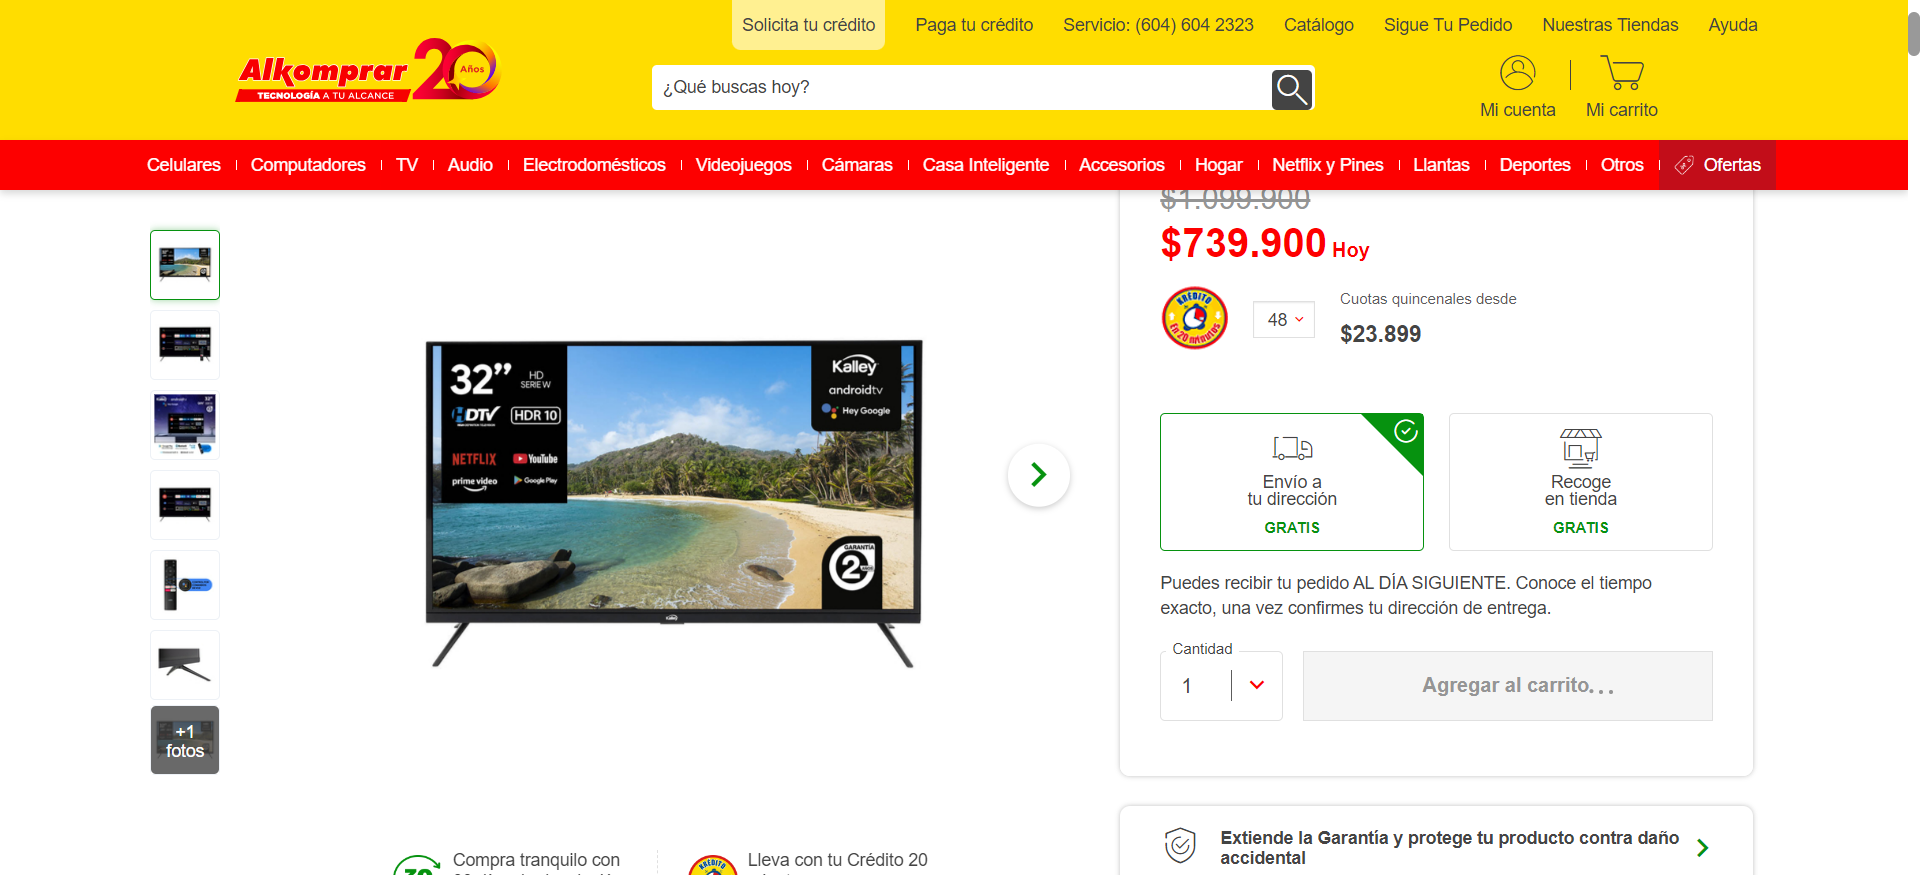 Solicita tu crédito
Paga tu crédito
Servicio: (604) 604 2323
Catálogo
Sigue Tu Pedido
Nuestras Tiendas
Ayuda
Alkomprar 20 Años
TECNOLOGÍA A TU ALCANCE
¿Qué buscas hoy?
Mi cuenta
Mi carrito
Celulares
Computadores
TV
Audio
Electrodomésticos
Videojuegos
Cámaras
Casa Inteligente
Accesorios
Hogar
Netflix y Pines
Llantas
Deportes
Otros
Ofertas
$1.099.900
$739.900 Hoy
KRÉDITO
En 20 minutos
48
Cuotas quincenales desde
$23.899
32” HD
SERIE W
HDTV HDR 10
NETFLIX YouTube
prime video Google Play
Kalley
androidtv
Hey Google
GARANTÍA
2
Kalley
+1
fotos
Envío a
tu dirección
GRATIS
Recoge
en tienda
GRATIS
Puedes recibir tu pedido AL DÍA SIGUIENTE. Conoce el tiempo
exacto, una vez confirmes tu dirección de entrega.
Cantidad
1
Agregar al carrito...
Extiende la Garantía y protege tu producto contra daño
accidental
Compra tranquilo con
KRÉDITO
Lleva con tu Crédito 20